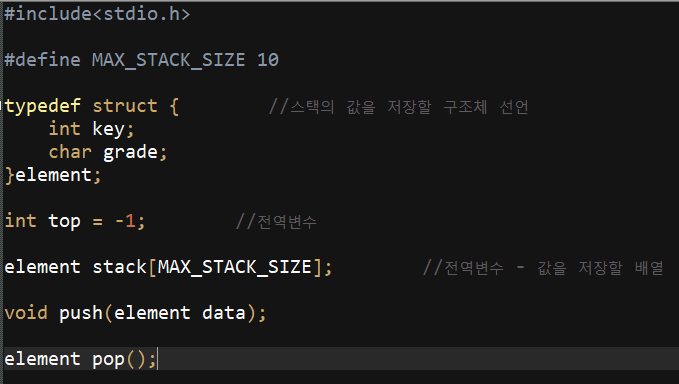 #include<stdio.h>
#define MAX_STACK_SIZE 10
typedef struct { //스택의 값을 저장할 구조체 선언
int key;
char grade;
}element;
int top = -1; //전역변수
element stack[MAX_STACK_SIZE]; //전역변수 - 값을 저장할 배열
void push(element data);
element pop();